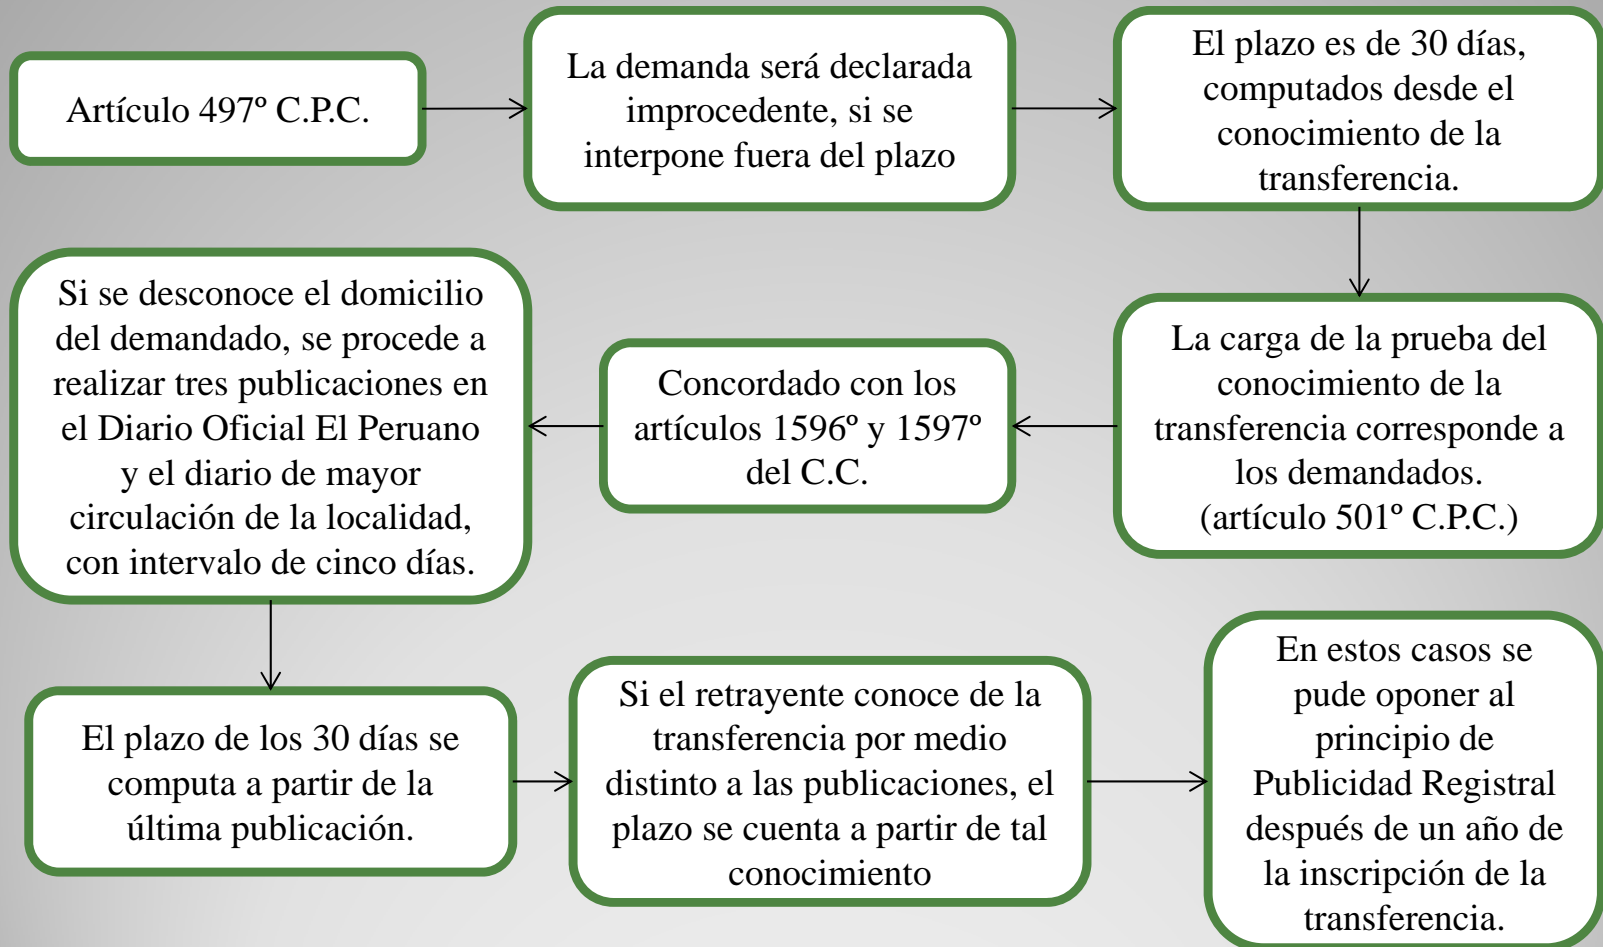 Artículo 497º C.P.C.
La demanda será declarada
improcedente, si se
interpone fuera del plazo
El plazo es de 30 días,
computados desde el
conocimiento de la
transferencia.
La carga de la prueba del
conocimiento de la
transferencia corresponde a
los demandados.
(artículo 501º C.P.C.)
Concordado con los
artículos 1596º y 1597º
del C.C.
Si se desconoce el domicilio
del demandado, se procede a
realizar tres publicaciones en
el Diario Oficial El Peruano
y el diario de mayor
circulación de la localidad,
con intervalo de cinco días.
El plazo de los 30 días se
computa a partir de la
última publicación.
Si el retrayente conoce de la
transferencia por medio
distinto a las publicaciones, el
plazo se cuenta a partir de tal
conocimiento
En estos casos se
pude oponer al
principio de
Publicidad Registral
después de un año de
la inscripción de la
transferencia.